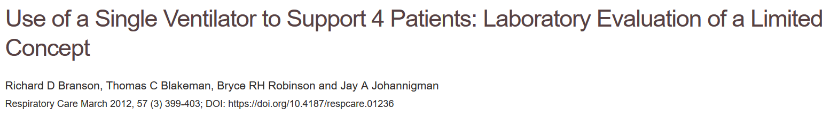 Use of a Single Ventilator to Support 4 Patients: Laboratory Evaluation of a Limited
Concept
Richard D Branson, Thomas C Blakeman, Bryce RH Robinson and Jay A Johannigman
Respiratory Care March 2012, 57 (3) 399-403; DOI: https://doi.org/10.4187/respcare.01236